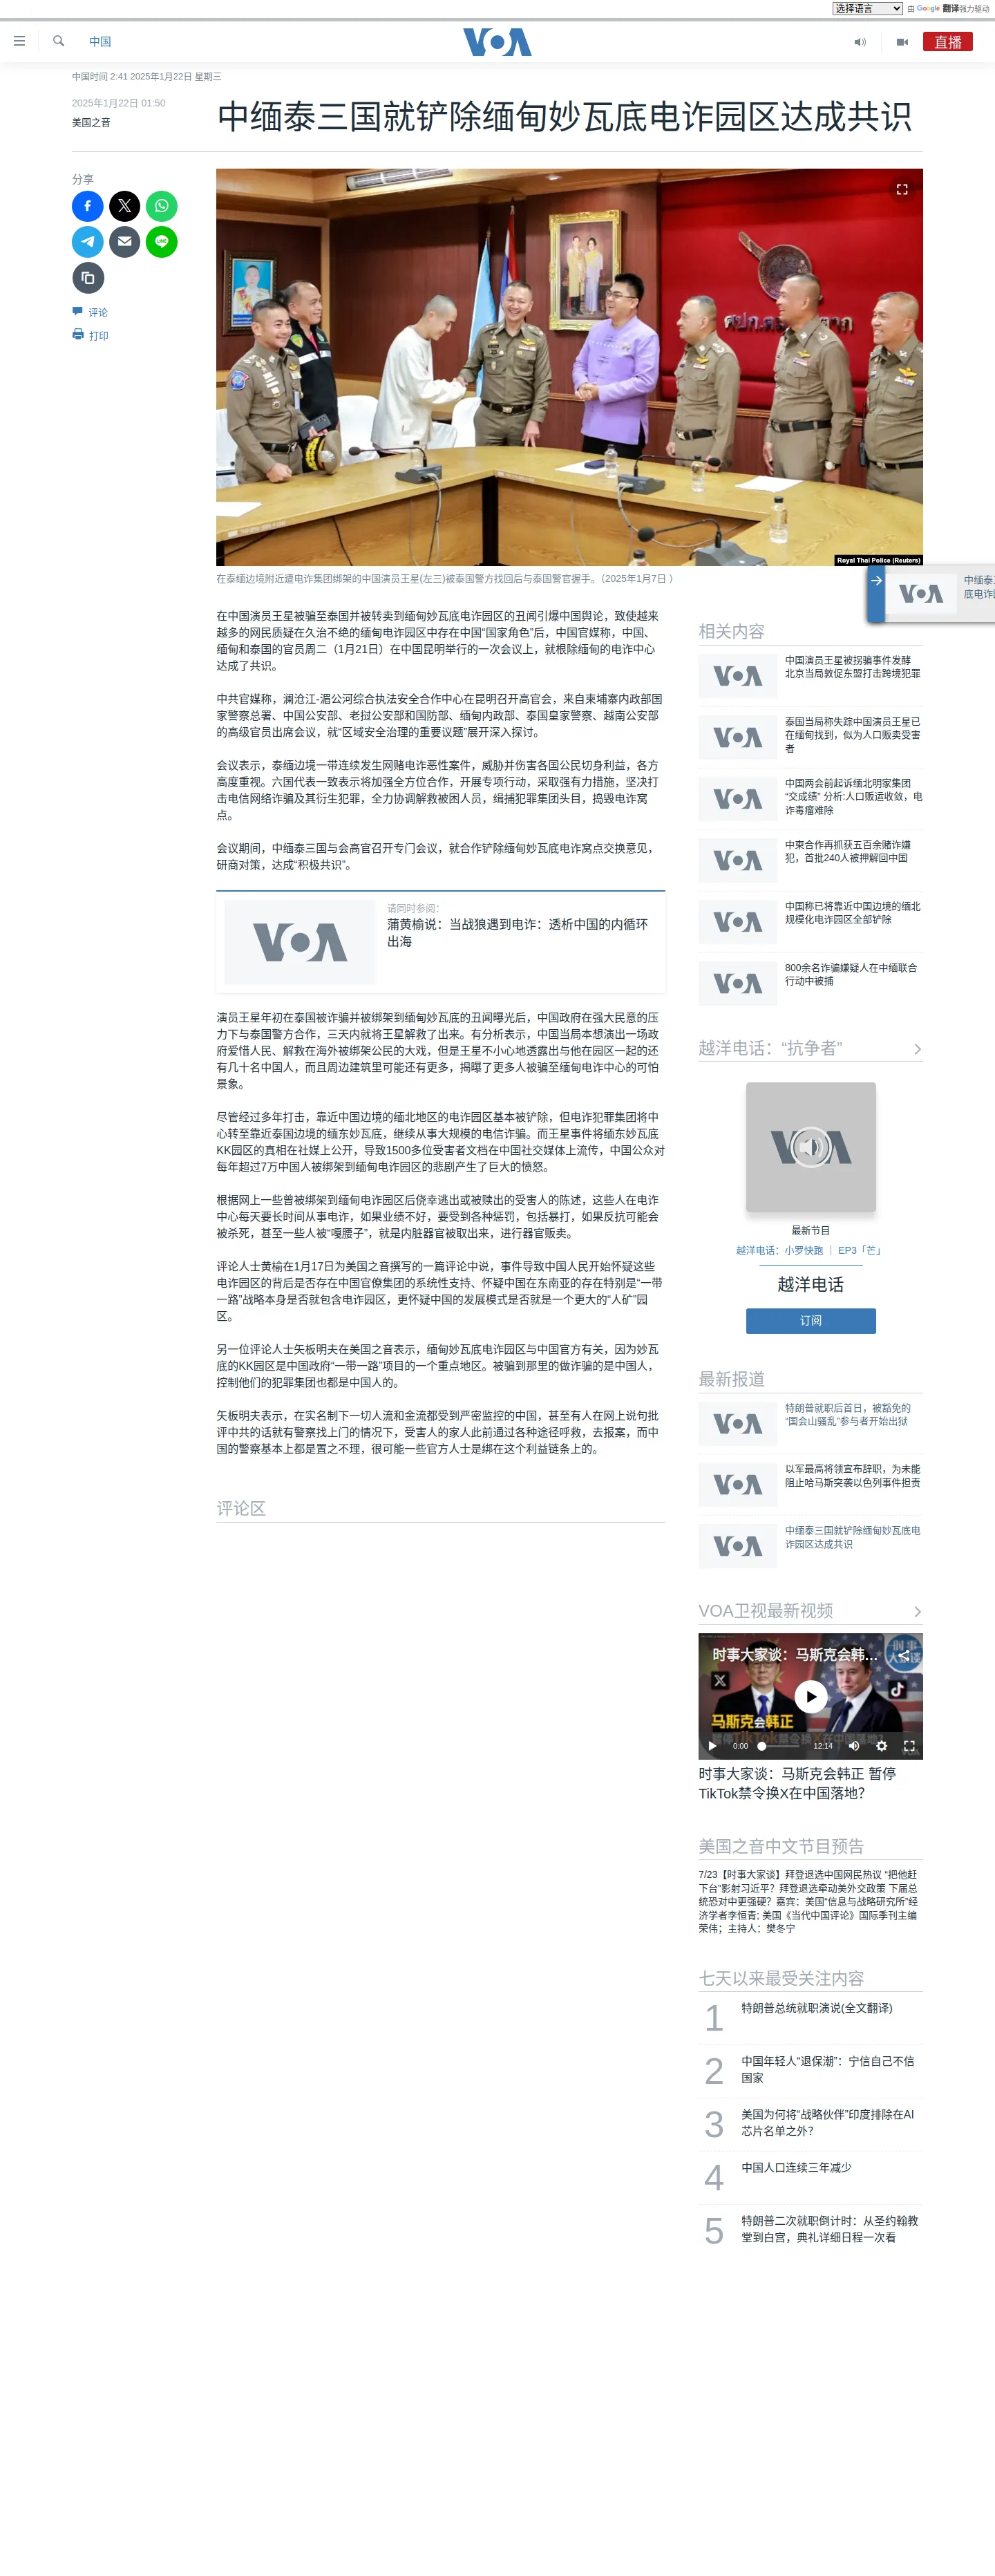 选择语言
由 Google 翻译强力驱动
中国
VOA
直播
中国时间 2:41 2025年1月22日 星期三
2025年1月22日 01:50
美国之音
中缅泰三国就铲除缅甸妙瓦底电诈园区达成共识
分享
评论
打印
Royal Thai Police (Reuters)
在泰缅边境附近遭电诈集团绑架的中国演员王星(左三)被泰国警方找回后与泰国警官握手。（2025年1月7日 ）
在中国演员王星被骗至泰国并被转卖到缅甸妙瓦底电诈园区的丑闻引爆中国舆论，致使越来
越多的网民质疑在久治不绝的缅甸电诈园区中存在中国“国家角色”后，中国官媒称，中国、
缅甸和泰国的官员周二（1月21日）在中国昆明举行的一次会议上，就根除缅甸的电诈中心
达成了共识。
中共官媒称，澜沧江-湄公河综合执法安全合作中心在昆明召开高官会，来自柬埔寨内政部国
家警察总署、中国公安部、老挝公安部和国防部、缅甸内政部、泰国皇家警察、越南公安部
的高级官员出席会议，就“区域安全治理的重要议题”展开深入探讨。
会议表示，泰缅边境一带连续发生网赌电诈恶性案件，威胁并伤害各国公民切身利益，各方
高度重视。六国代表一致表示将加强全方位合作，开展专项行动，采取强有力措施，坚决打
击电信网络诈骗及其衍生犯罪，全力协调解救被困人员，缉捕犯罪集团头目，捣毁电诈窝
点。
会议期间，中缅泰三国与会高官召开专门会议，就合作铲除缅甸妙瓦底电诈窝点交换意见，
研商对策，达成“积极共识”。
VOA
请同时参阅：
蒲黄榆说：当战狼遇到电诈：透析中国的内循环
出海
演员王星年初在泰国被诈骗并被绑架到缅甸妙瓦底的丑闻曝光后，中国政府在强大民意的压
力下与泰国警方合作，三天内就将王星解救了出来。有分析表示，中国当局本想演出一场政
府爱惜人民、解救在海外被绑架公民的大戏，但是王星不小心地透露出与他在园区一起的还
有几十名中国人，而且周边建筑里可能还有更多，揭曝了更多人被骗至缅甸电诈中心的可怕
景象。
尽管经过多年打击，靠近中国边境的缅北地区的电诈园区基本被铲除，但电诈犯罪集团将中
心转至靠近泰国边境的缅东妙瓦底，继续从事大规模的电信诈骗。而王星事件将缅东妙瓦底
KK园区的真相在社媒上公开，导致1500多位受害者文档在中国社交媒体上流传，中国公众对
每年超过7万中国人被绑架到缅甸电诈园区的悲剧产生了巨大的愤怒。
根据网上一些曾被绑架到缅甸电诈园区后侥幸逃出或被赎出的受害人的陈述，这些人在电诈
中心每天要长时间从事电诈，如果业绩不好，要受到各种惩罚，包括暴打，如果反抗可能会
被杀死，甚至一些人被“嘎腰子”，就是内脏器官被取出来，进行器官贩卖。
评论人士黄榆在1月17日为美国之音撰写的一篇评论中说，事件导致中国人民开始怀疑这些
电诈园区的背后是否存在中国官僚集团的系统性支持、怀疑中国在东南亚的存在特别是“一带
一路”战略本身是否就包含电诈园区，更怀疑中国的发展模式是否就是一个更大的“人矿”园
区。
另一位评论人士矢板明夫在美国之音表示，缅甸妙瓦底电诈园区与中国官方有关，因为妙瓦
底的KK园区是中国政府“一带一路”项目的一个重点地区。被骗到那里的做诈骗的是中国人，
控制他们的犯罪集团也都是中国人的。
矢板明夫表示，在实名制下一切人流和金流都受到严密监控的中国，甚至有人在网上说句批
评中共的话就有警察找上门的情况下，受害人的家人此前通过各种途径呼救，去报案，而中
国的警察基本上都是置之不理，很可能一些官方人士是绑在这个利益链条上的。
评论区
VOA
中缅泰三
底电诈园
相关内容
VOA
中国演员王星被拐骗事件发酵
北京当局敦促东盟打击跨境犯罪
VOA
泰国当局称失踪中国演员王星已
在缅甸找到，似为人口贩卖受害
者
VOA
中国两会前起诉缅北明家集团
“交成绩” 分析:人口贩运收敛，电
诈毒瘤难除
VOA
中柬合作再抓获五百余赌诈嫌
犯，首批240人被押解回中国
VOA
中国称已将靠近中国边境的缅北
规模化电诈园区全部铲除
VOA
800余名诈骗嫌疑人在中缅联合
行动中被捕
越洋电话：“抗争者”
VOA
最新节目
越洋电话：小罗快跑 ｜ EP3「芒」
越洋电话
订阅
最新报道
VOA
特朗普就职后首日，被豁免的
“国会山骚乱”参与者开始出狱
VOA
以军最高将领宣布辞职，为未能
阻止哈马斯突袭以色列事件担责
VOA
中缅泰三国就铲除缅甸妙瓦底电
诈园区达成共识
VOA卫视最新视频
时事大家谈：马斯克会韩...
马斯克会韩正
暂停TikTok禁令换X在中国落地?
0:00
12:14
时事大家谈：马斯克会韩正 暂停
TikTok禁令换X在中国落地？
美国之音中文节目预告
7/23【时事大家谈】拜登退选中国网民热议 “把他赶
下台”影射习近平？拜登退选牵动美外交政策 下届总
统恐对中更强硬？嘉宾：美国“信息与战略研究所”经
济学者李恒青; 美国《当代中国评论》国际季刊主编
荣伟；主持人：樊冬宁
七天以来最受关注内容
1
特朗普总统就职演说(全文翻译)
2
中国年轻人“退保潮”：宁信自己不信
国家
3
美国为何将“战略伙伴”印度排除在AI
芯片名单之外？
4
中国人口连续三年减少
5
特朗普二次就职倒计时：从圣约翰教
堂到白宫，典礼详细日程一次看